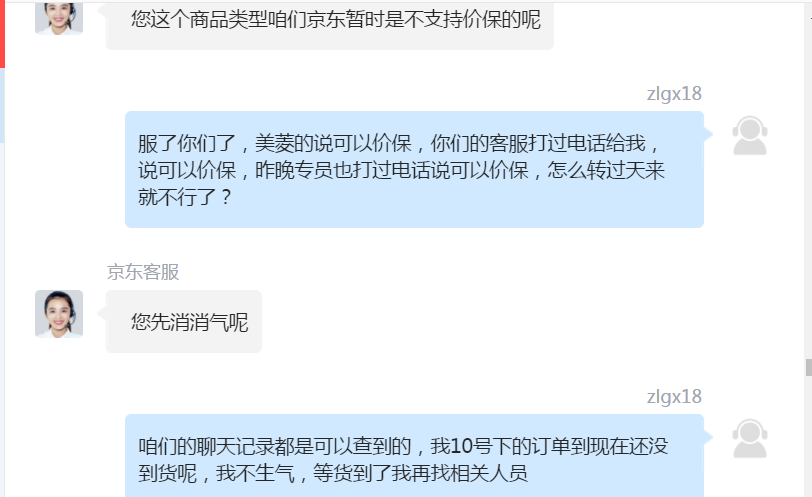 您这个商品类型咱们京东暂时是不支持价保的呢
zlgx18
服了你们了，美菱的说可以价保，你们的客服打过电话给我，
说可以价保，昨晚专员也打过电话说可以价保，怎么转过天来
就不行了？
京东客服
您先消消气呢
zlgx18
咱们的聊天记录都是可以查到的，我10号下的订单到现在还没
到货呢，我不生气，等货到了我再找相关人员